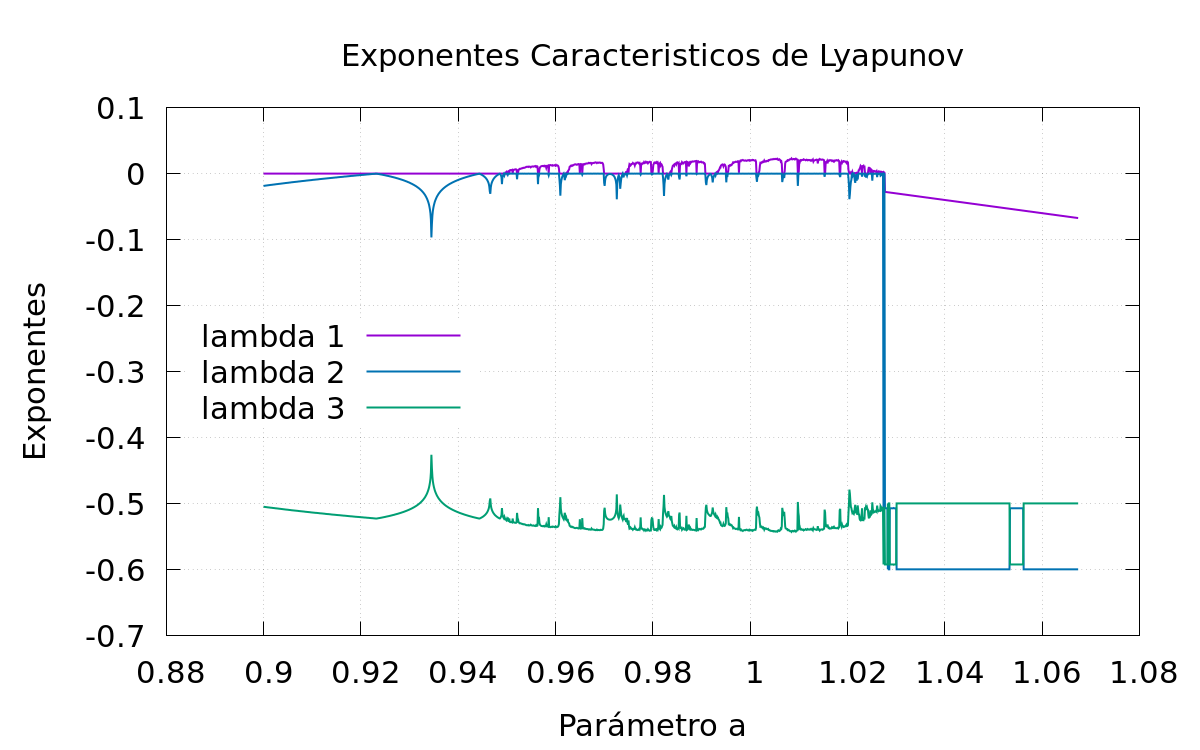 Exponentes Caracteristicos de Lyapunov
0.1
0
-0.1
-0.2
-0.3
-0.4
-0.5
-0.6
-0.7
Exponentes
lambda 1
lambda 2
lambda 3
0.88 0.9 0.92 0.94 0.96 0.98 1 1.02 1.04 1.06 1.08
Parámetro a